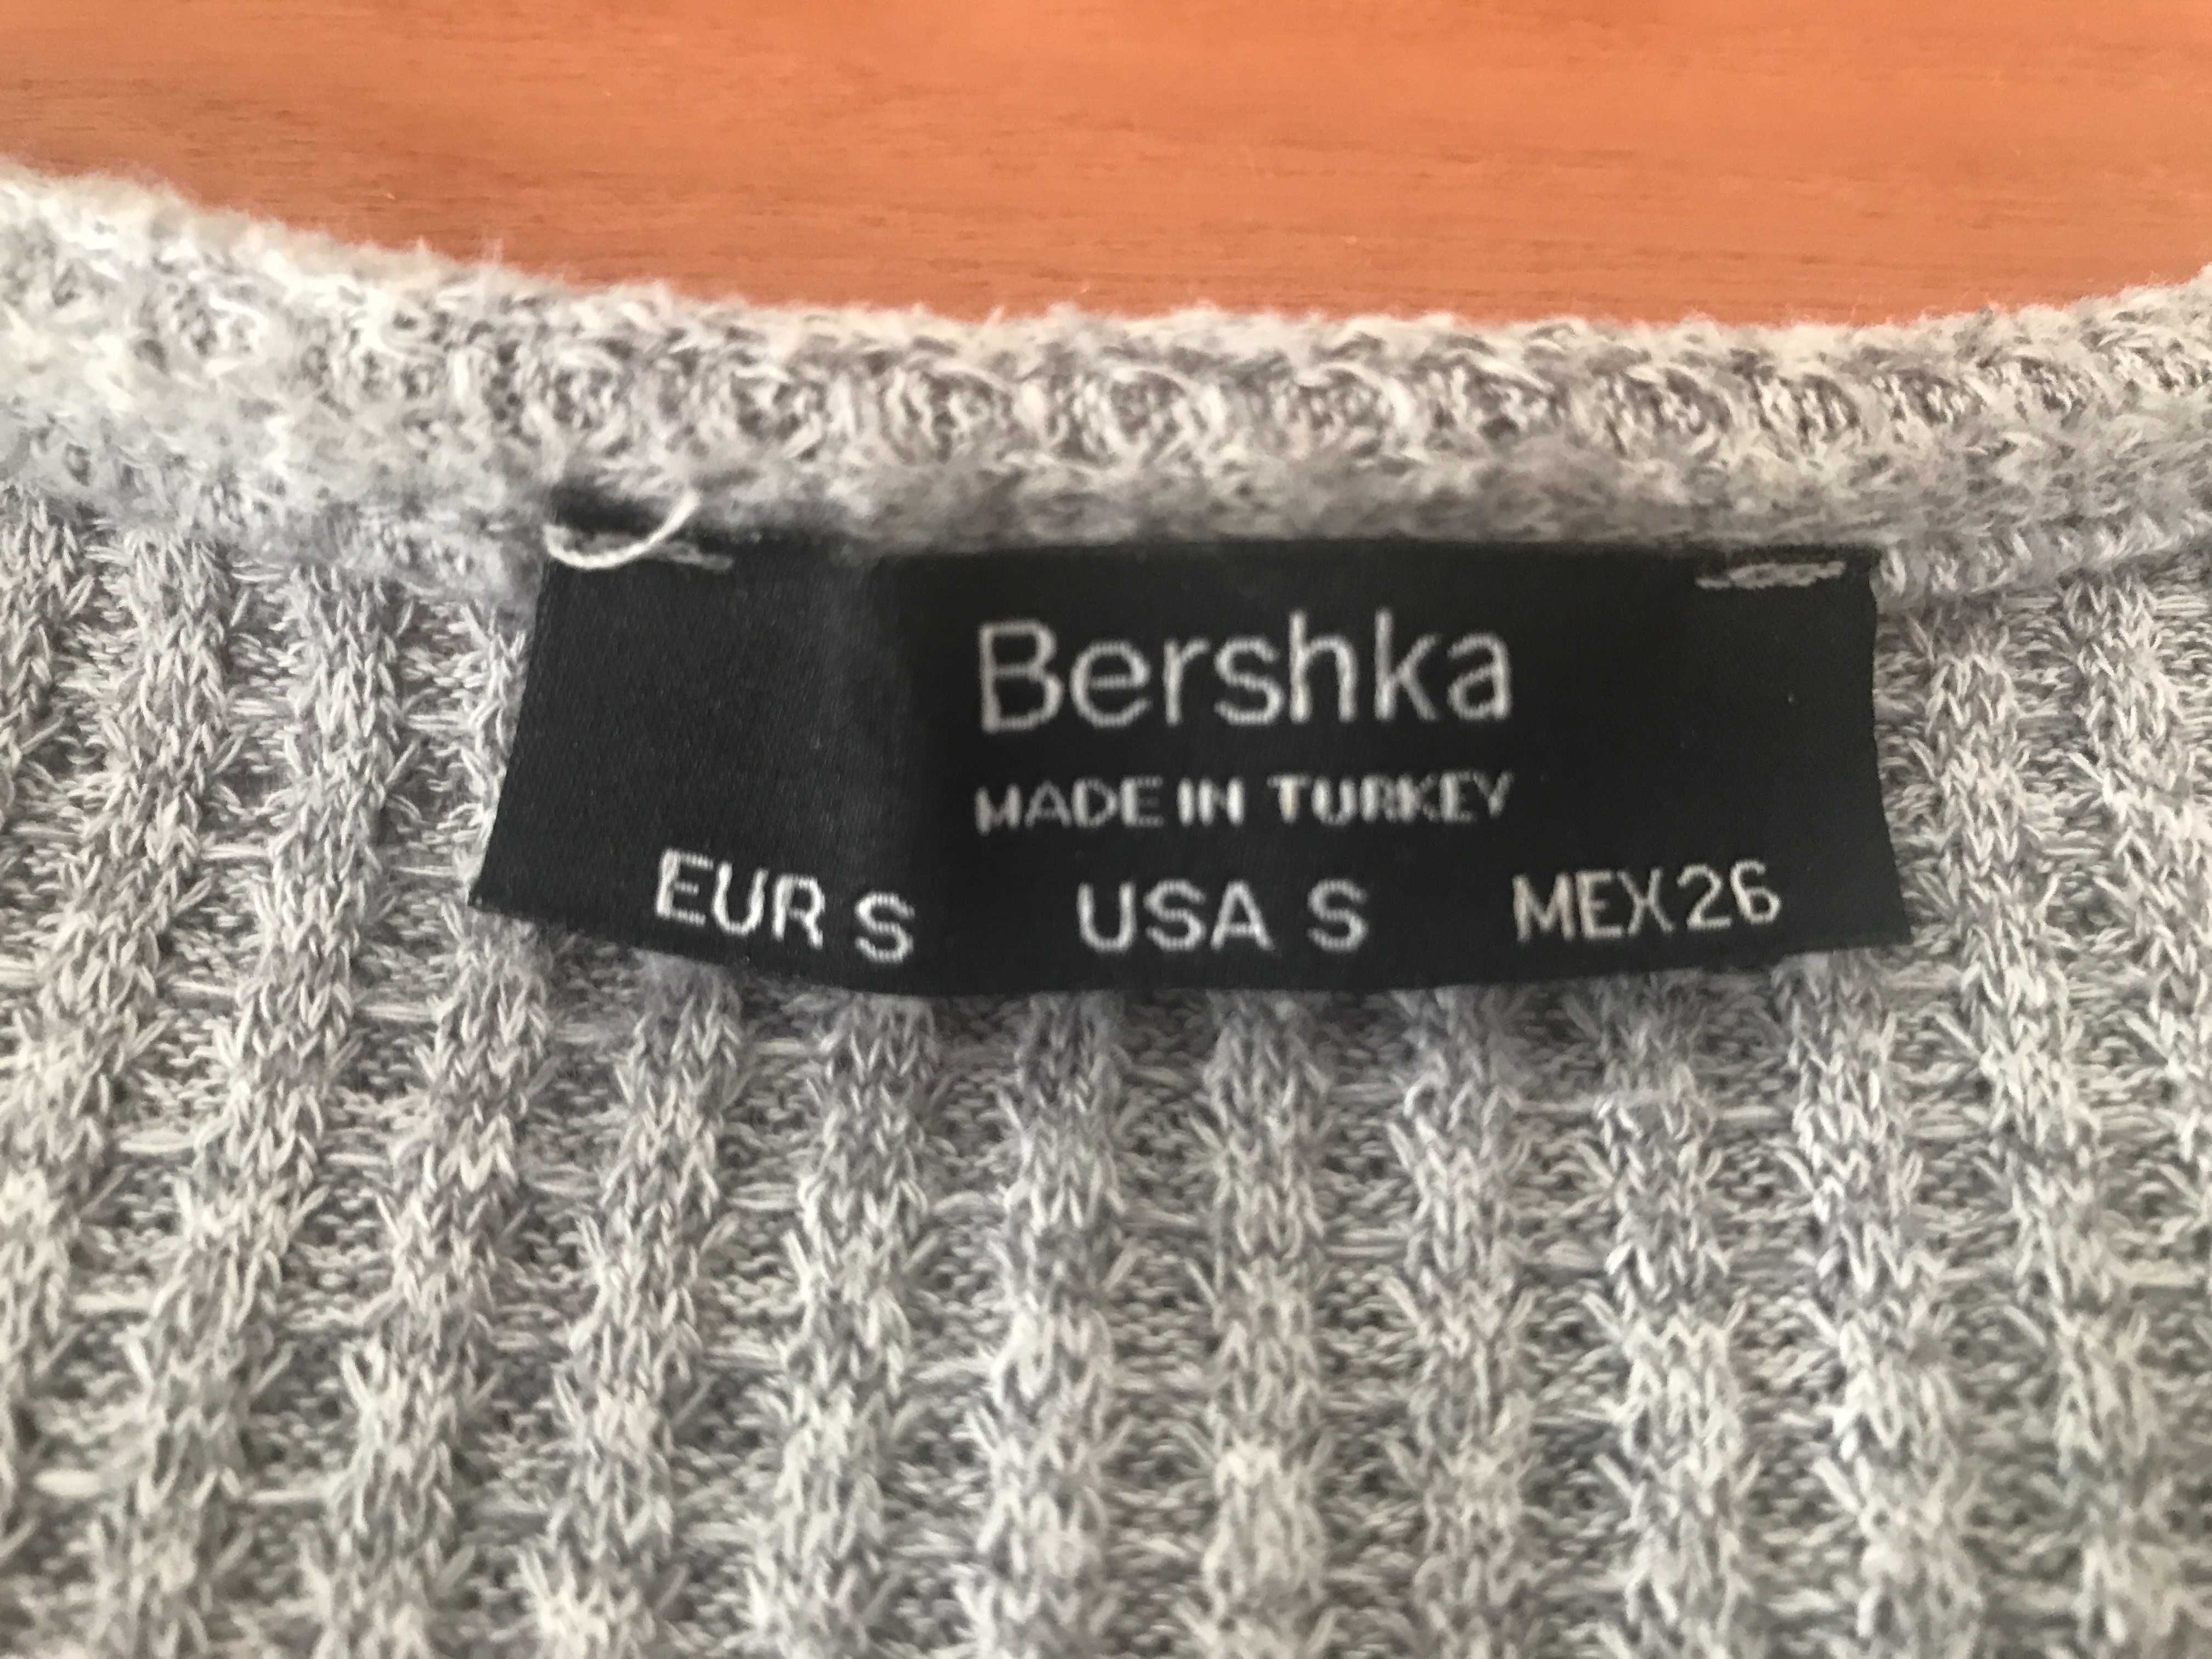 Bershka
MADE IN TURKEY
EUR S USA S MEX 26